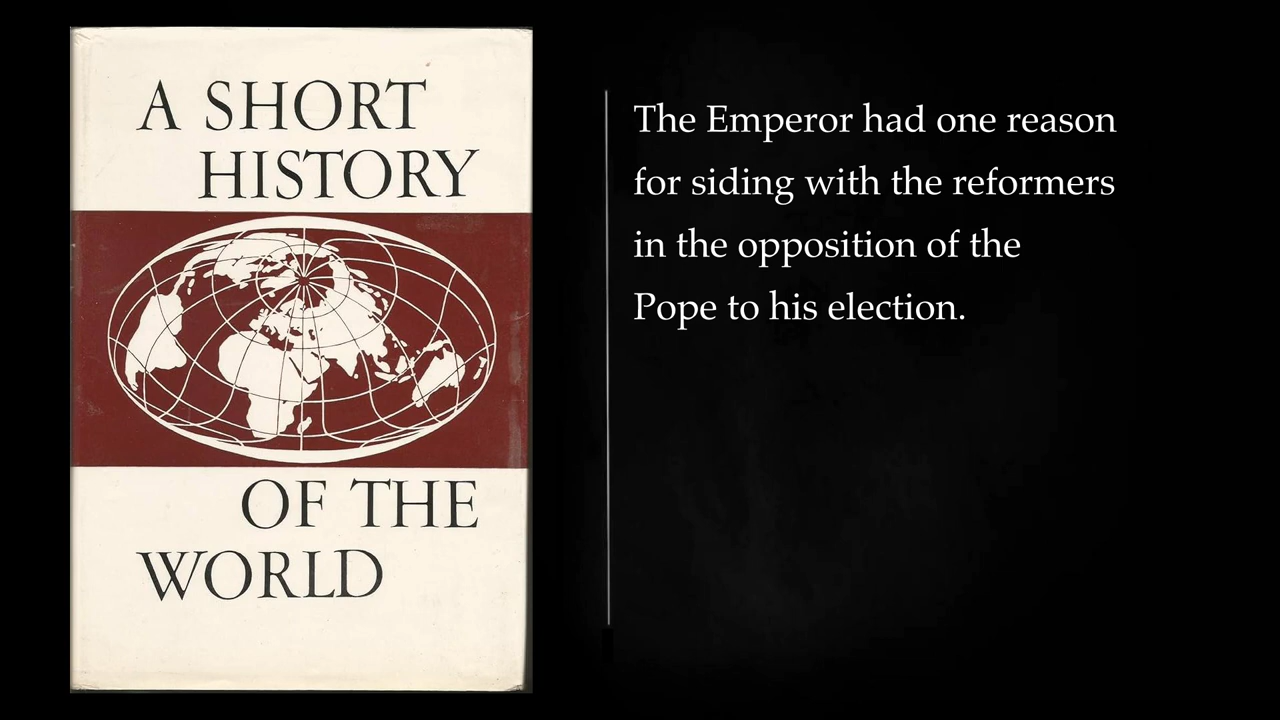 A SHORT
HISTORY
OF THE
WORLD
The Emperor had one reason
for siding with the reformers
in the opposition of the
Pope to his election.